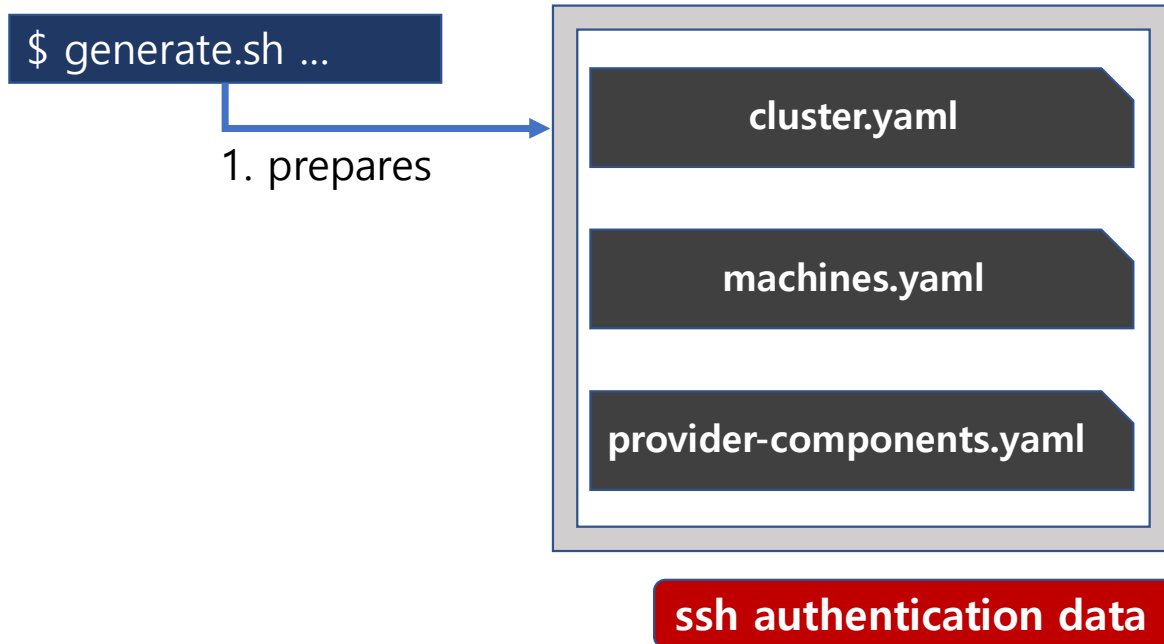 $ generate.sh ...
1. prepares
cluster.yaml
machines.yaml
provider-components.yaml
ssh authentication data